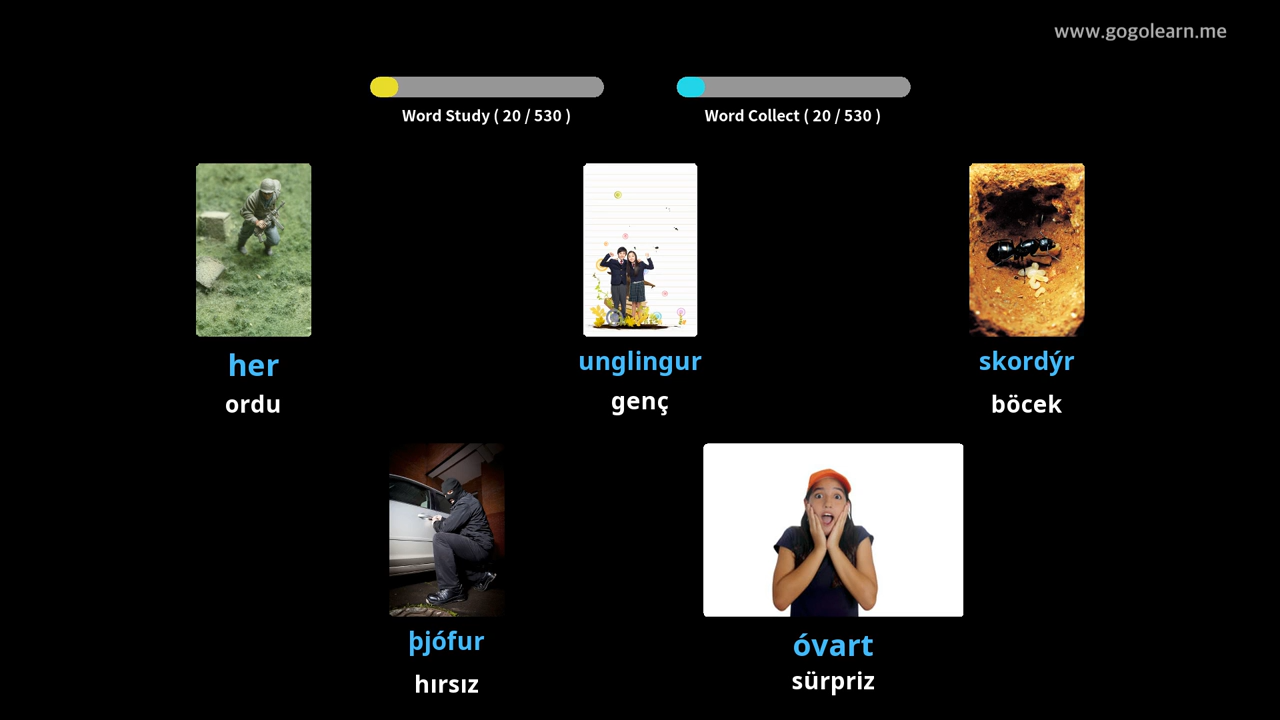 www.gogolearn.me
Word Study ( 20 / 530 )
Word Collect ( 20 / 530 )
her
ordu
unglingur
genç
skordýr
böcek
þjófur
hırsız
óvart
sürpriz